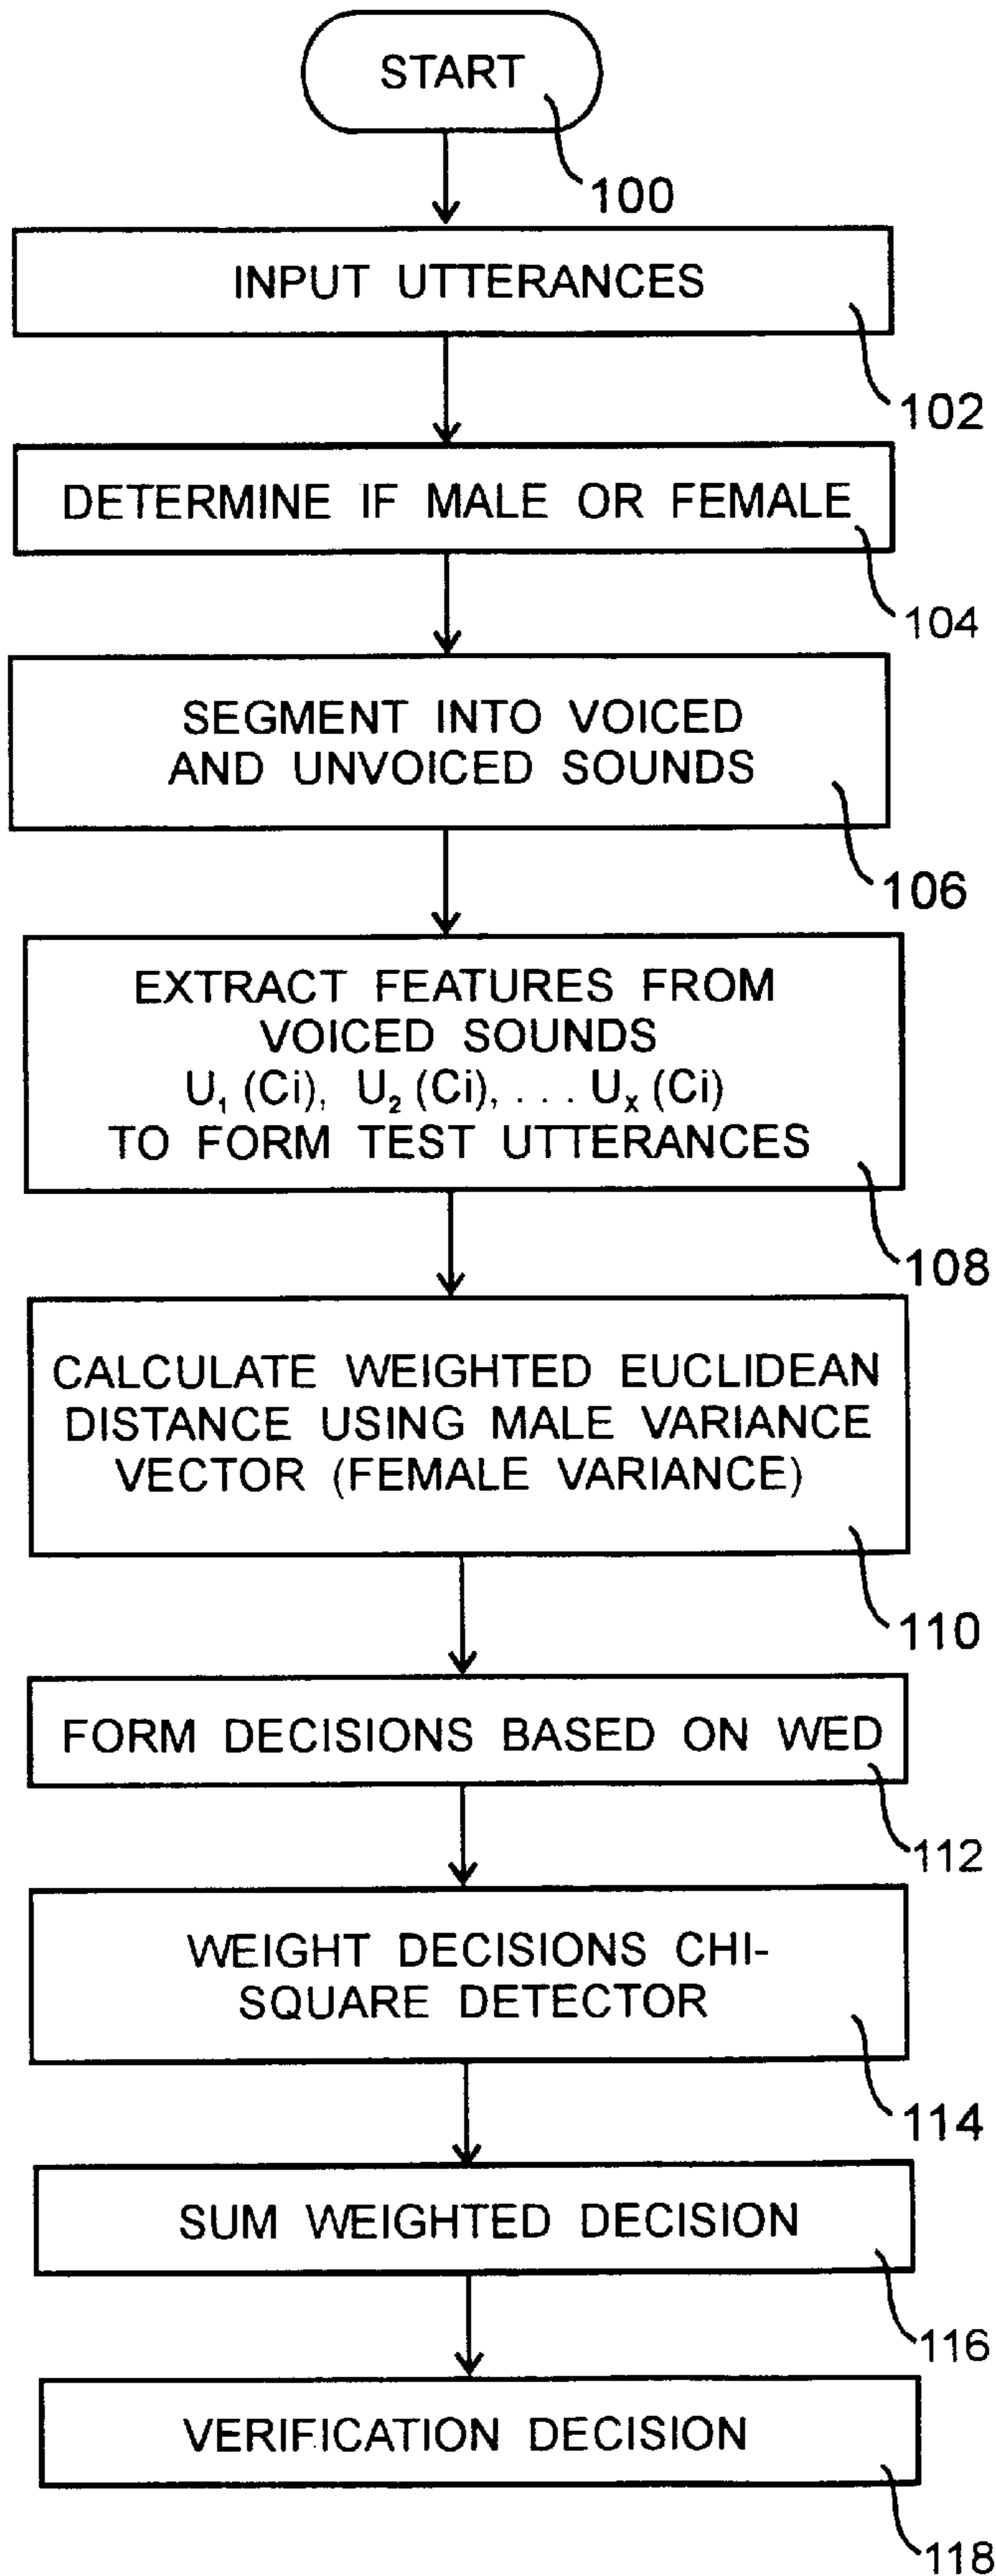 START
100
INPUT UTTERANCES
102
DETERMINE IF MALE OR FEMALE
104
SEGMENT INTO VOICED
AND UNVOICED SOUNDS
106
EXTRACT FEATURES FROM
VOICED SOUNDS
U₁ (Ci), U₂ (Ci), . . . Uₓ (Ci)
TO FORM TEST UTTERANCES
108
CALCULATE WEIGHTED EUCLIDEAN
DISTANCE USING MALE VARIANCE
VECTOR (FEMALE VARIANCE)
110
FORM DECISIONS BASED ON WED
112
WEIGHT DECISIONS CHI-
SQUARE DETECTOR
114
SUM WEIGHTED DECISION
116
VERIFICATION DECISION
118